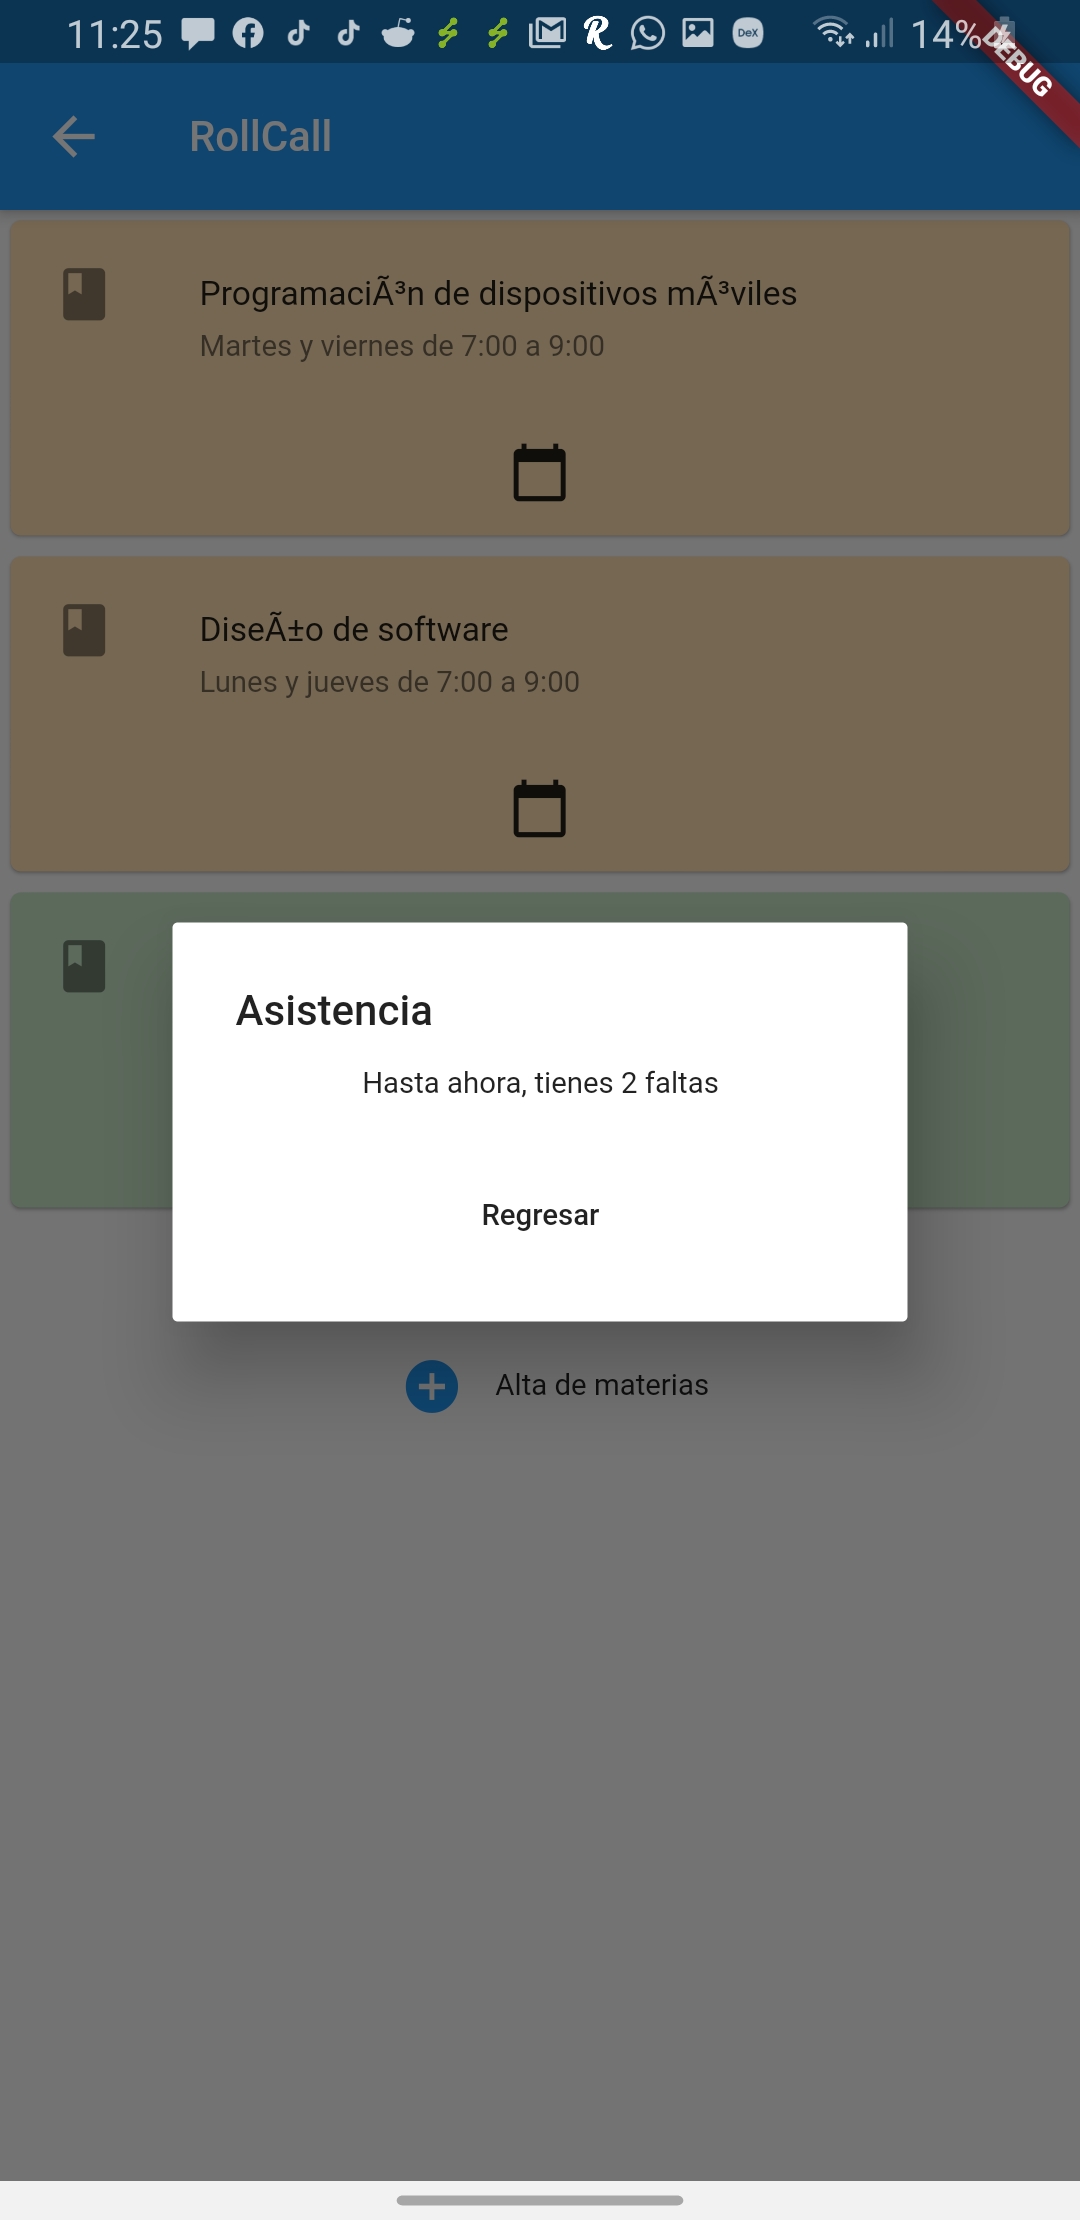 11:25
DeX
14%
DEBUG
RollCall
ProgramaciÃ³n de dispositivos mÃ³viles
Martes y viernes de 7:00 a 9:00
DiseÃ±o de software
Lunes y jueves de 7:00 a 9:00
Asistencia
Hasta ahora, tienes 2 faltas
Regresar
Alta de materias